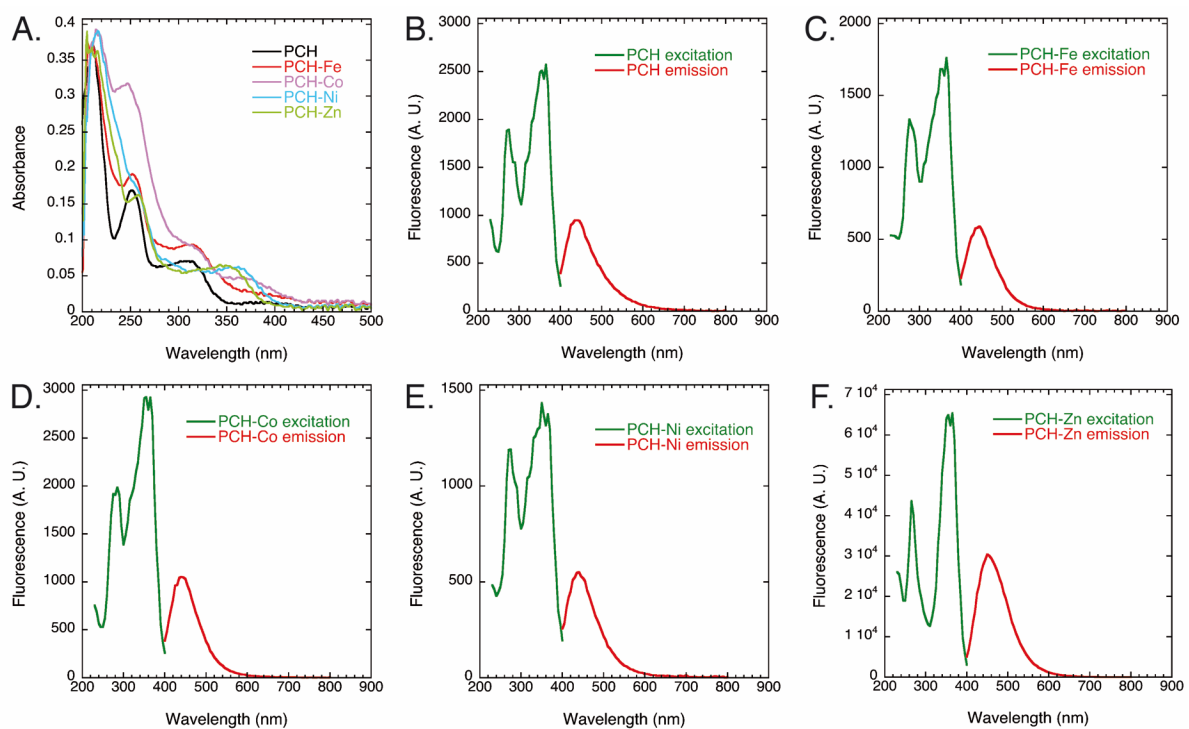 A.
0.4
0.35
0.3
0.25
0.2
0.15
0.1
0.05
0
200 250 300 350 400 450 500
Absorbance
Wavelength (nm)
PCH
PCH-Fe
PCH-Co
PCH-Ni
PCH-Zn
B.
3000
2500
2000
1500
1000
500
0
200 300 400 500 600 700 800 900
Fluorescence (A. U.)
Wavelength (nm)
PCH excitation
PCH emission
C.
2000
1500
1000
500
0
200 300 400 500 600 700 800 900
Fluorescence (A. U.)
Wavelength (nm)
PCH-Fe excitation
PCH-Fe emission
D.
3000
2500
2000
1500
1000
500
0
200 300 400 500 600 700 800 900
Fluorescence (A. U.)
Wavelength (nm)
PCH-Co excitation
PCH-Co emission
E.
1500
1000
500
0
200 300 400 500 600 700 800 900
Fluorescence (A. U.)
Wavelength (nm)
PCH-Ni excitation
PCH-Ni emission
F.
7 10⁴
6 10⁴
5 10⁴
4 10⁴
3 10⁴
2 10⁴
1 10⁴
0
200 300 400 500 600 700 800 900
Fluorescence (A. U.)
Wavelength (nm)
PCH-Zn excitation
PCH-Zn emission